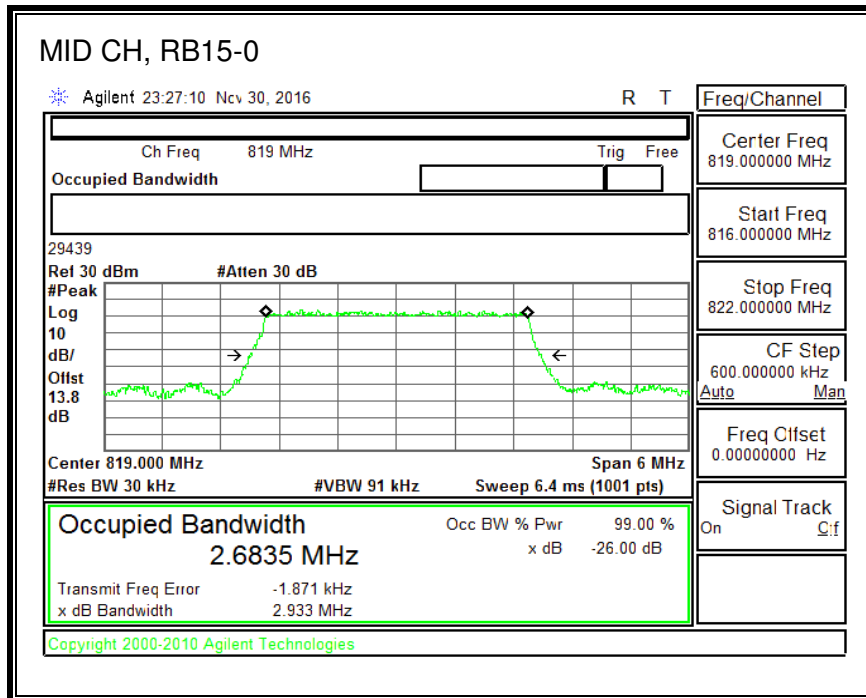 MID CH, RB15-0
Agilent 23:27:10 Nov 30, 2016 R T
Freq/Channel
Ch Freq 819 MHz Trig Free
Occupied Bandwidth
Center Freq
819.000000 MHz
Start Freq
816.000000 MHz
Stop Freq
822.000000 MHz
CF Step
600.000000 kHz
Auto Man
Freq Offset
0.00000000 Hz
Signal Track
On Off
29439
Ref 30 dBm #Atten 30 dB
#Peak
Log
10
dB/
Offst
13.8
dB
Center 819.000 MHz Span 6 MHz
#Res BW 30 kHz #VBW 91 kHz Sweep 6.4 ms (1001 pts)
Occupied Bandwidth
2.6835 MHz
Occ BW % Pwr 99.00 %
x dB -26.00 dB
Transmit Freq Error -1.871 kHz
x dB Bandwidth 2.933 MHz
Copyright 2000-2010 Agilent Technologies